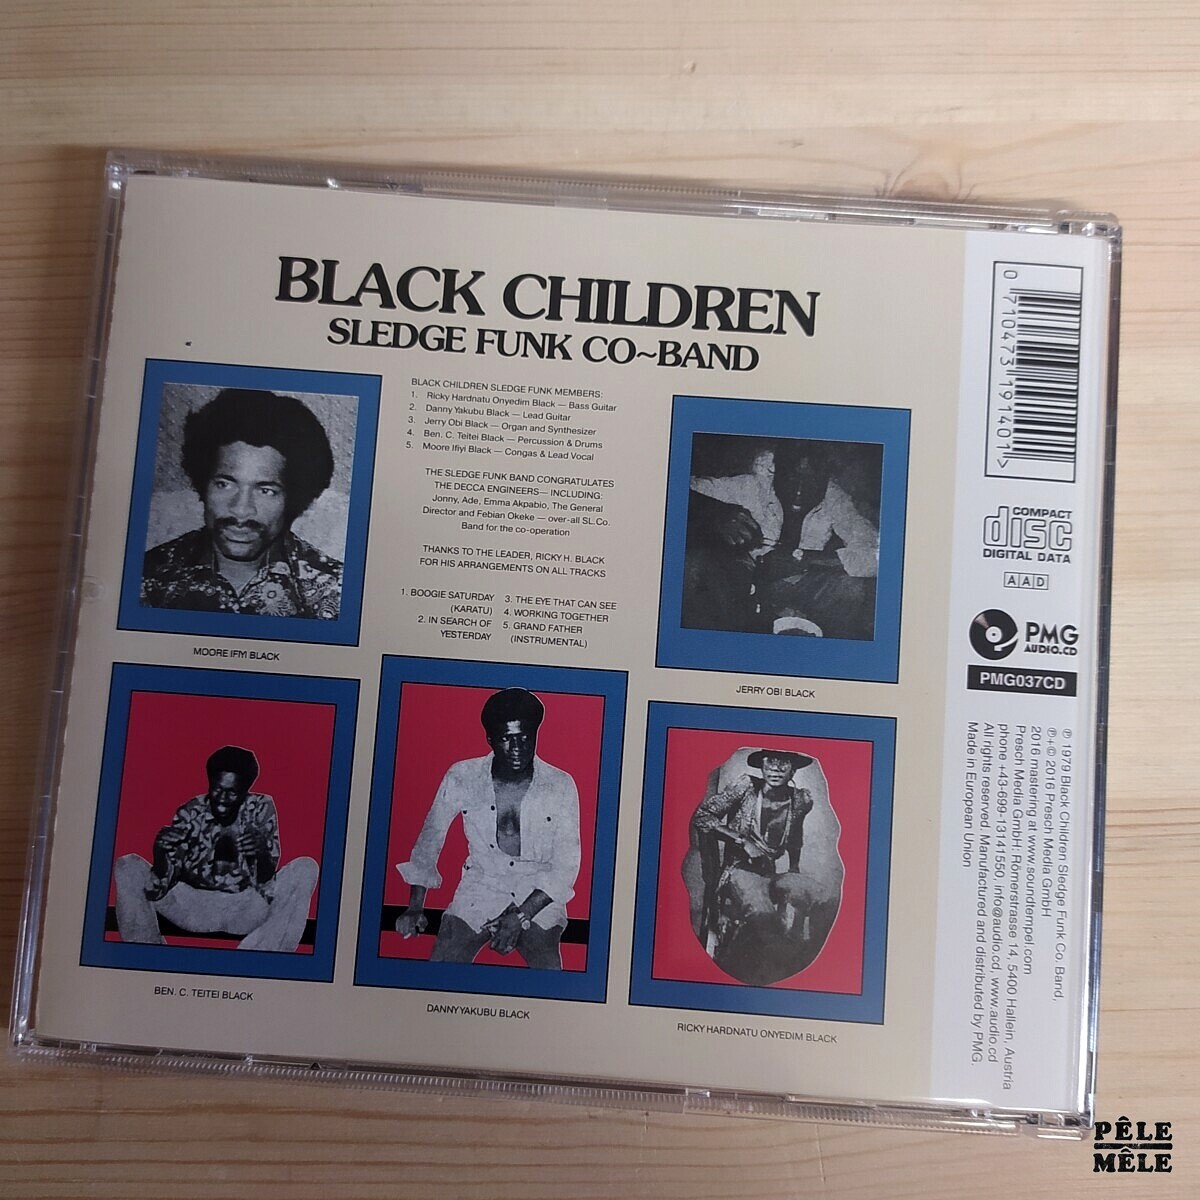 BLACK CHILDREN
SLEDGE FUNK CO~BAND
BLACK CHILDREN SLEDGE FUNK MEMBERS:
1. Ricky Hardnatu Onyedim Black — Bass Guitar
2. Danny Yakubu Black — Lead Guitar
3. Jerry Obi Black — Organ and Synthesizer
4. Ben. C. Teitei Black — Percussion & Drums
5. Moore Ifiyi Black — Congas & Lead Vocal
THE SLEDGE FUNK BAND CONGRATULATES
THE DECCA ENGINEERS— INCLUDING:
Jonny, Ade, Emma Akpabio, The General
Director and Febian Okeke — over-all SL.Co.
Band for the co-operation
THANKS TO THE LEADER, RICKY H. BLACK
FOR HIS ARRANGEMENTS ON ALL TRACKS
1. BOOGIE SATURDAY
(KARATU)
2. IN SEARCH OF
YESTERDAY
3. THE EYE THAT CAN SEE
4. WORKING TOGETHER
5. GRAND FATHER
(INSTRUMENTAL)
MOORE IFIYI BLACK
JERRY OBI BLACK
BEN. C. TEITEI BLACK
DANNY YAKUBU BLACK
RICKY HARDNATU ONYEDIM BLACK
0 710473 191401 >
COMPACT
disc
DIGITAL DATA
AAD
PMG
AUDIO.CD
PMG037CD
℗ 1979 Black Children Sledge Funk Co. Band,
℗+© 2016 Presch Media GmbH
2016 mastering at www.soundtempel.com
Presch Media GmbH: Römerstrasse 14, 5400 Hallein, Austria
phone +43-699-13141550, info@audio.cd, www.audio.cd
All rights reserved. Manufactured and distributed by PMG.
Made in European Union
PÊLE
MÊLE